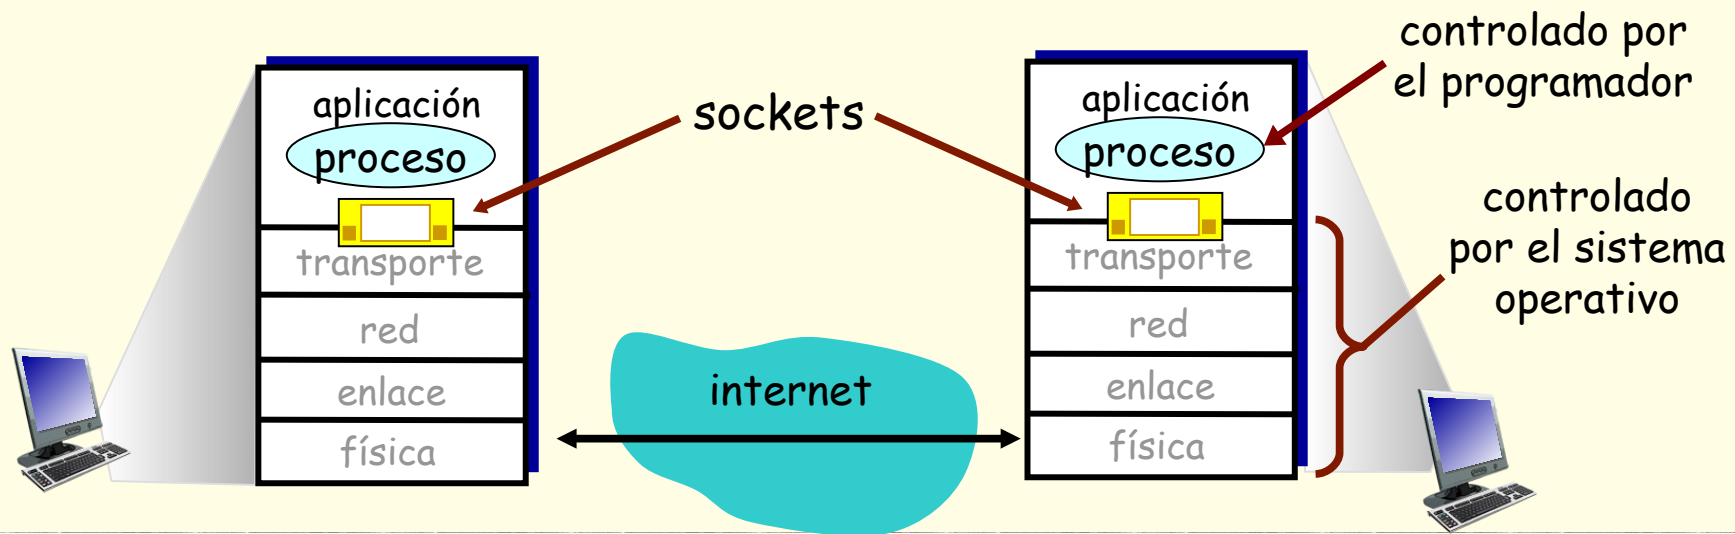 aplicación
proceso
transporte
red
enlace
física
sockets
internet
aplicación
proceso
transporte
red
enlace
física
controlado por
el programador
controlado
por el sistema
operativo